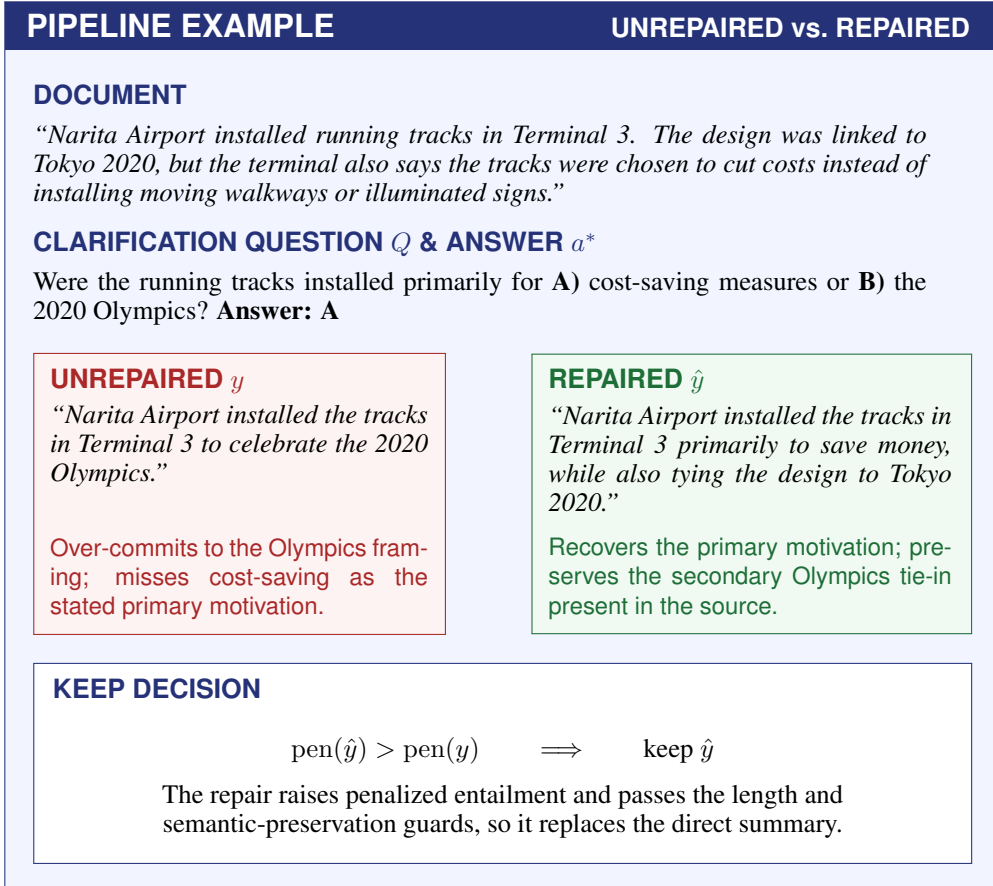 PIPELINE EXAMPLE UNREPAIRED vs. REPAIRED
DOCUMENT
“Narita Airport installed running tracks in Terminal 3. The design was linked to
Tokyo 2020, but the terminal also says the tracks were chosen to cut costs instead of
installing moving walkways or illuminated signs.”
CLARIFICATION QUESTION Q & ANSWER a*
Were the running tracks installed primarily for A) cost-saving measures or B) the
2020 Olympics? Answer: A
UNREPAIRED y
“Narita Airport installed the tracks
in Terminal 3 to celebrate the 2020
Olympics.”
Over-commits to the Olympics fram-
ing; misses cost-saving as the
stated primary motivation.
REPAIRED ŷ
“Narita Airport installed the tracks in
Terminal 3 primarily to save money,
while also tying the design to Tokyo
2020.”
Recovers the primary motivation; pre-
serves the secondary Olympics tie-in
present in the source.
KEEP DECISION
pen(ŷ) > pen(y) ⟹ keep ŷ
The repair raises penalized entailment and passes the length and
semantic-preservation guards, so it replaces the direct summary.